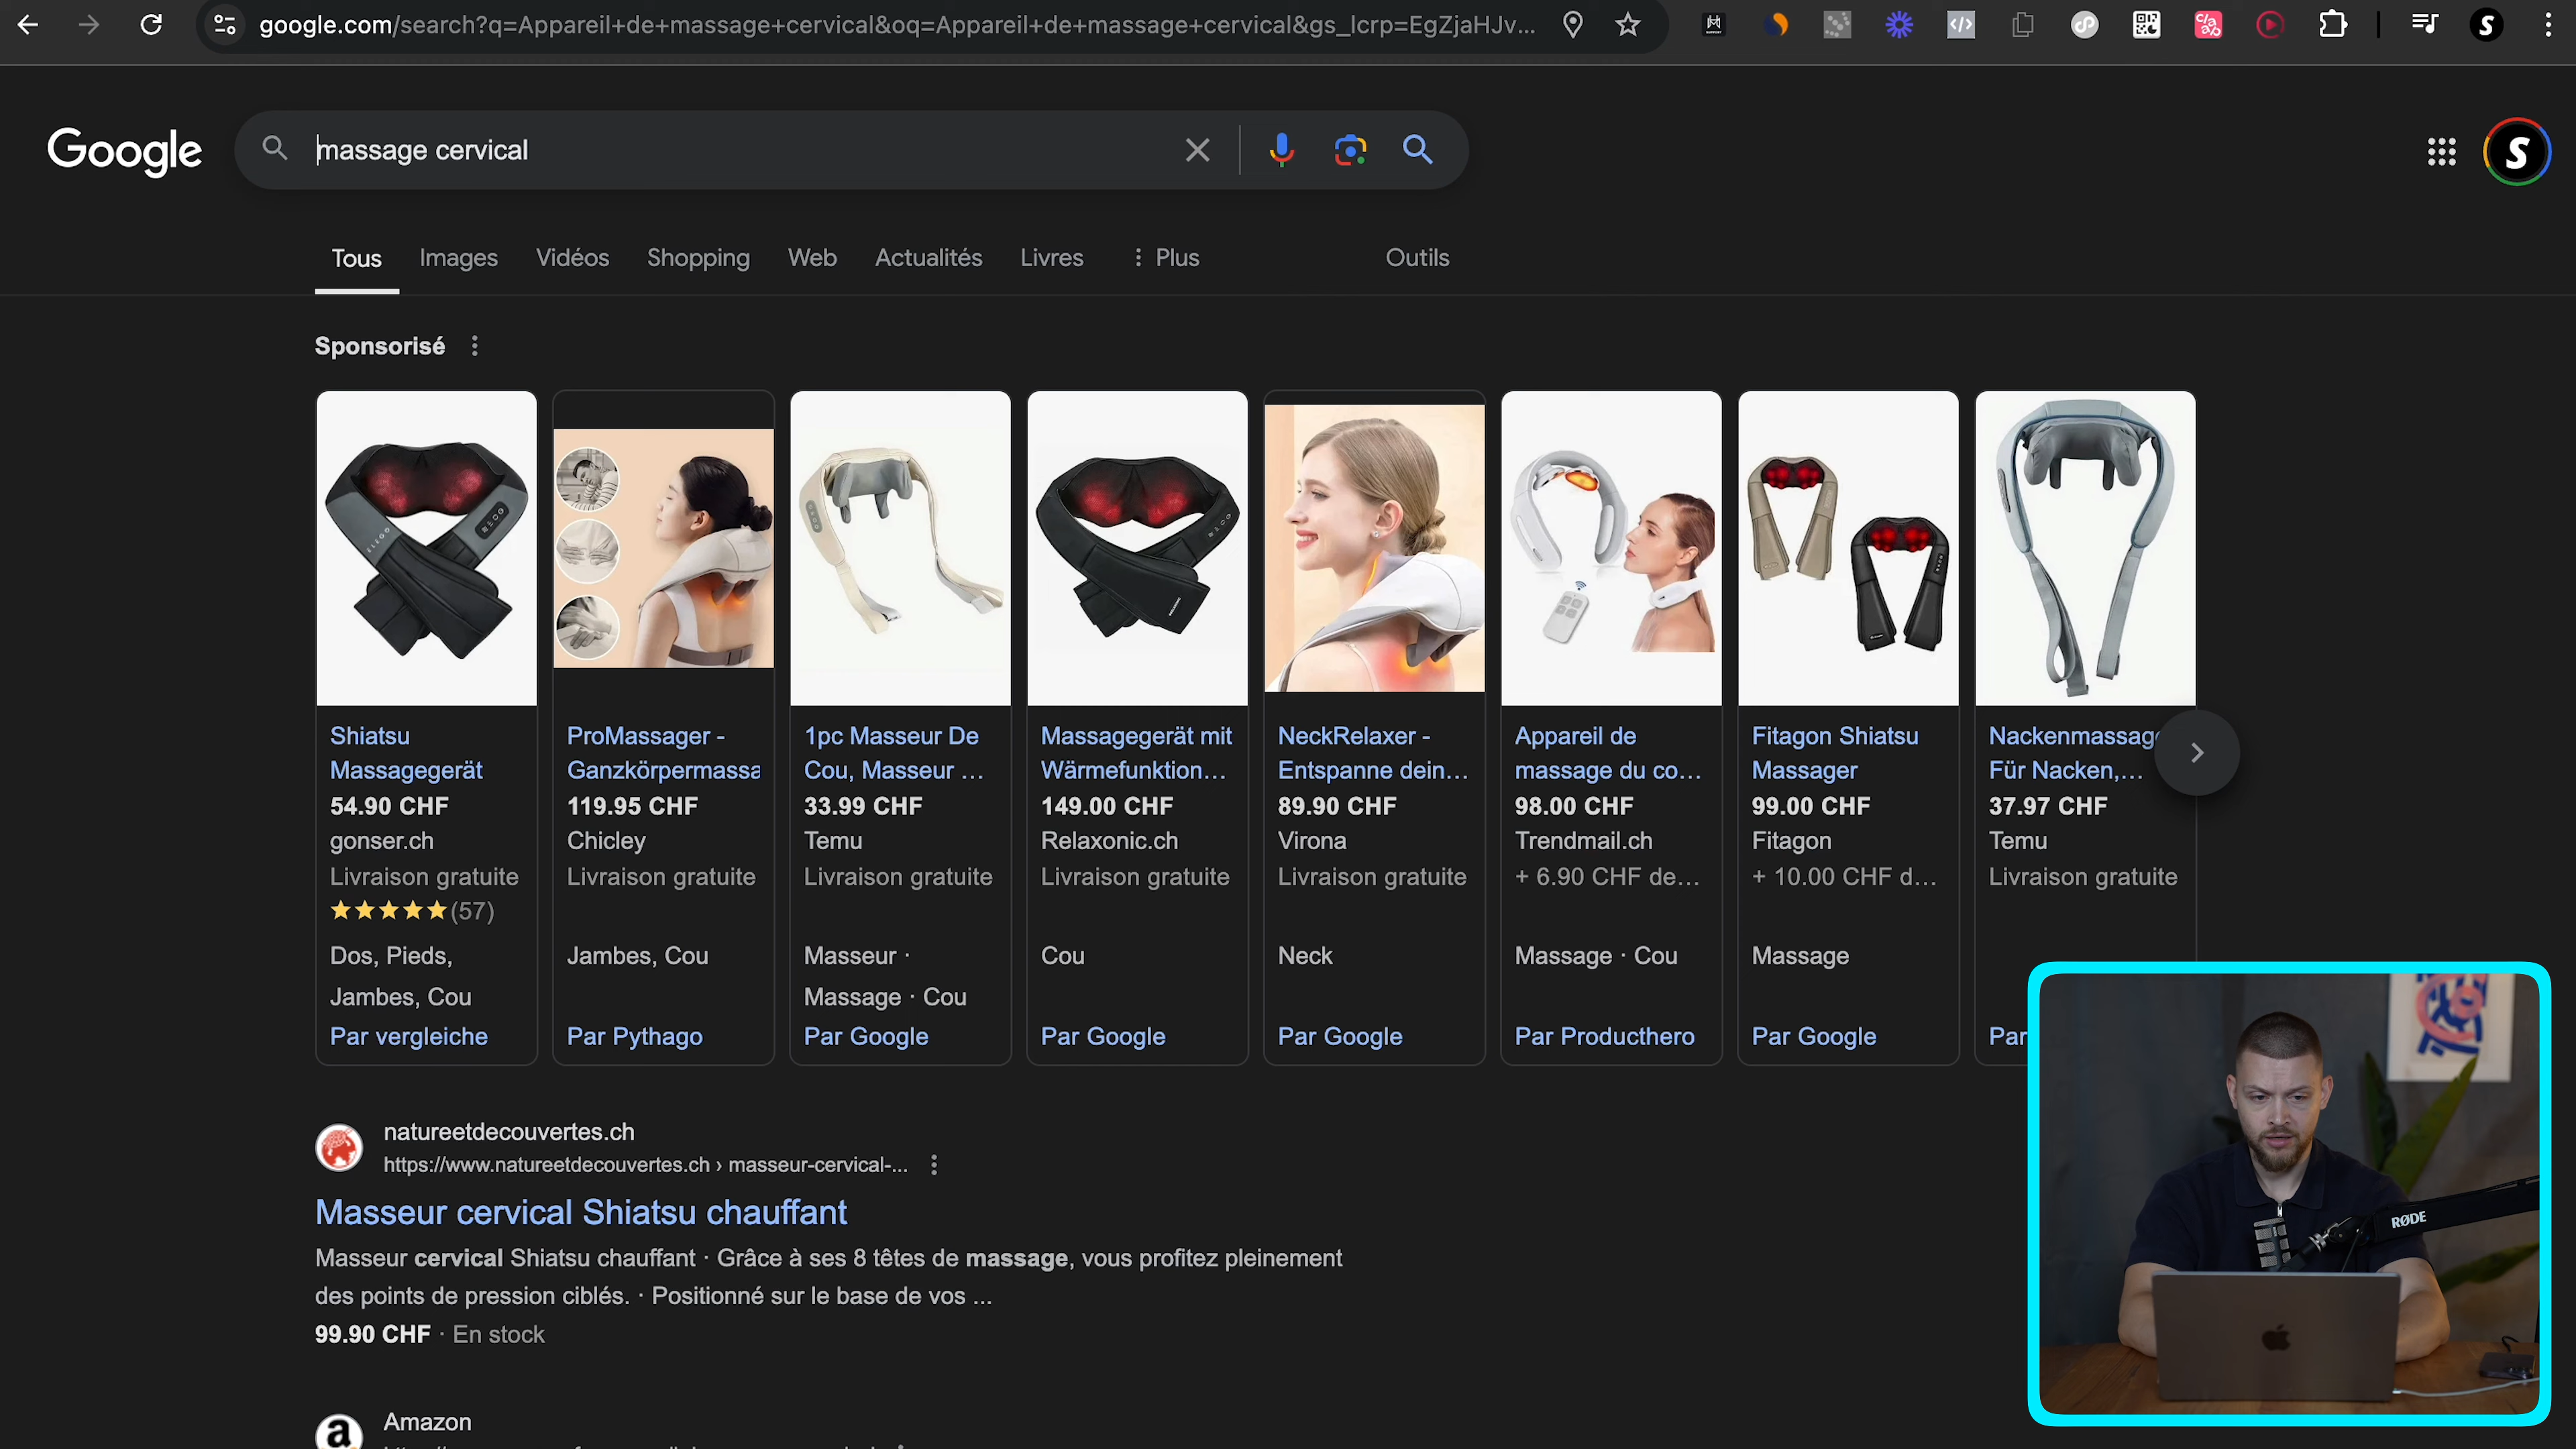 google.com/search?q=Appareil+de+massage+cervical&oq=Appareil+de+massage+cervical&gs_lcrp=EgZjaHJv...
Google
massage cervical
Tous
Images
Vidéos
Shopping
Web
Actualités
Livres
Plus
Outils
Sponsorisé
Shiatsu
Massagegerät
54.90 CHF
gonser.ch
Livraison gratuite
(57)
Dos, Pieds,
Jambes, Cou
Par vergleiche
ProMassager -
Ganzkörpermassa
119.95 CHF
Chicley
Livraison gratuite
Jambes, Cou
Par Pythago
1pc Masseur De
Cou, Masseur ...
33.99 CHF
Temu
Livraison gratuite
Masseur ·
Massage · Cou
Par Google
Massagegerät mit
Wärmefunktion...
149.00 CHF
Relaxonic.ch
Livraison gratuite
Cou
Par Google
NeckRelaxer -
Entspanne dein...
89.90 CHF
Virona
Livraison gratuite
Neck
Par Google
Appareil de
massage du co...
98.00 CHF
Trendmail.ch
+ 6.90 CHF de...
Massage · Cou
Par Producthero
Fitagon Shiatsu
Massager
99.00 CHF
Fitagon
+ 10.00 CHF d...
Massage
Par Google
Nackenmassage
Für Nacken,...
37.97 CHF
Temu
Livraison gratuite
Par
natureetdecouvertes.ch
https://www.natureetdecouvertes.ch › masseur-cervical-...
Masseur cervical Shiatsu chauffant
Masseur cervical Shiatsu chauffant · Grâce à ses 8 têtes de massage, vous profitez pleinement
des points de pression ciblés. · Positionné sur le base de vos ...
99.90 CHF · En stock
Amazon
RØDE